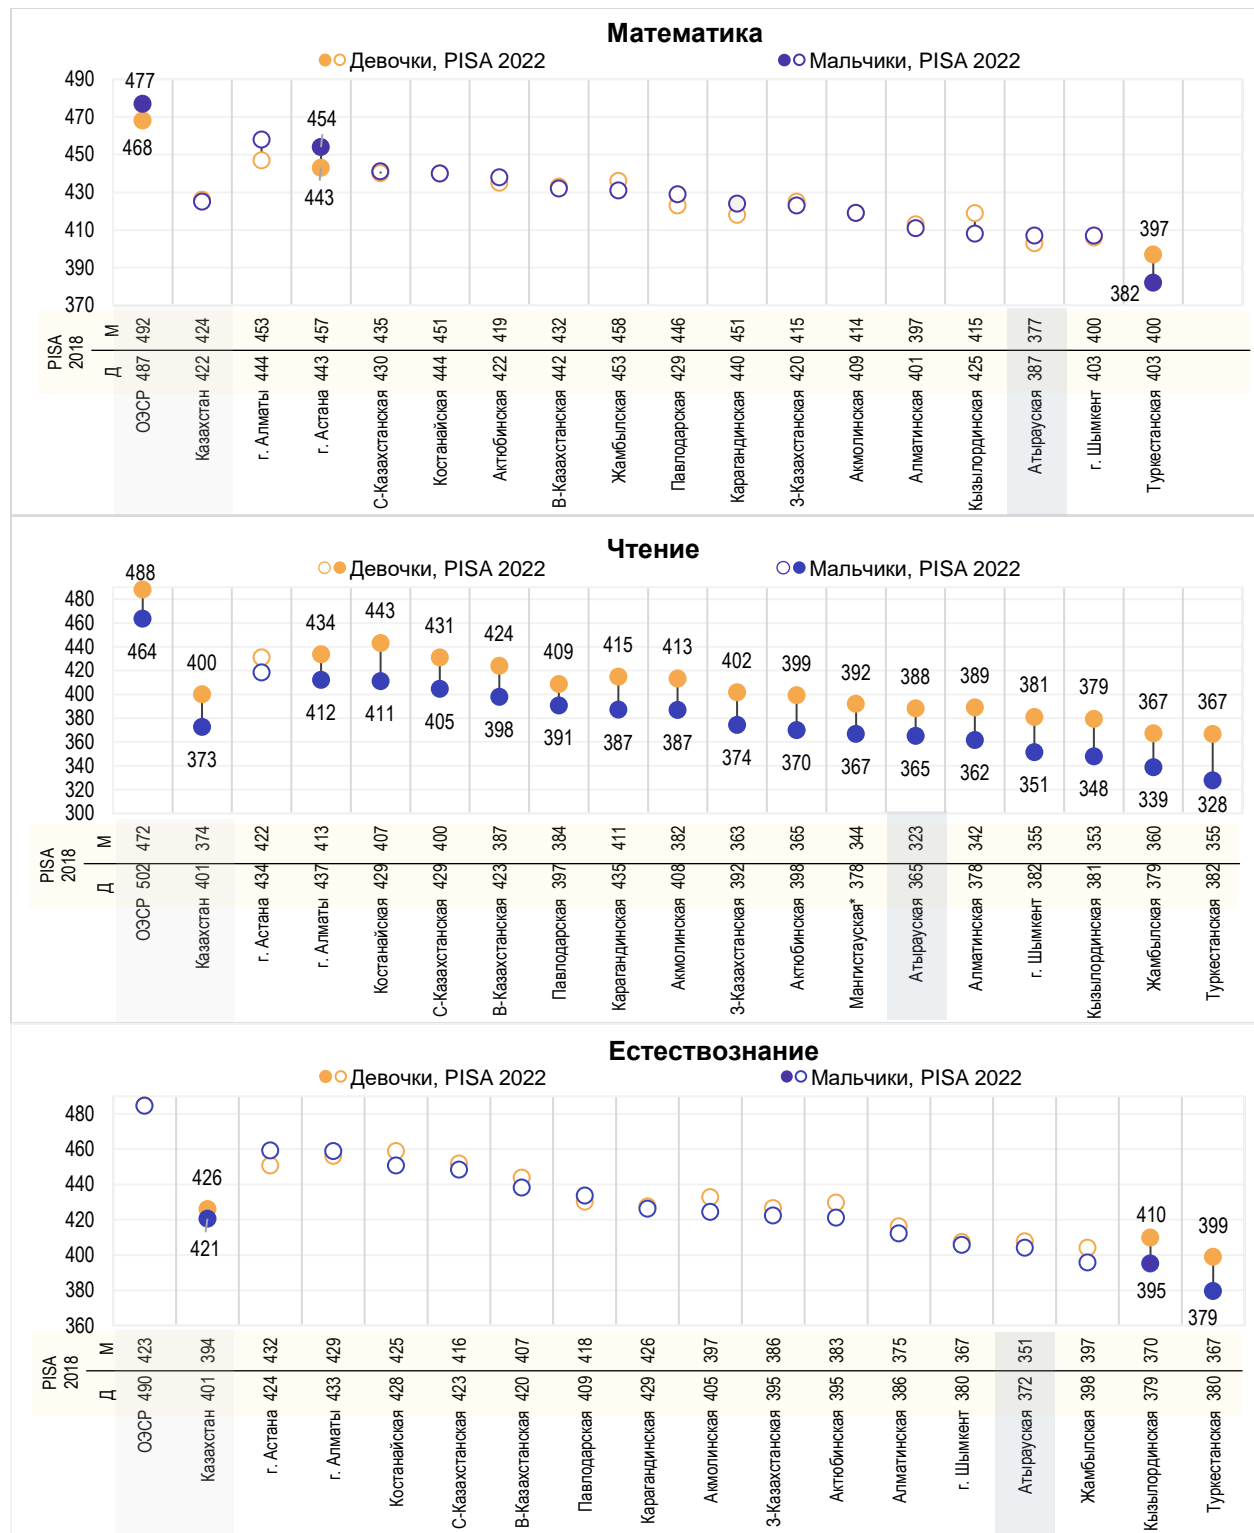 Математика
Девочки, PISA 2022 Мальчики, PISA 2022
490
470
450
430
410
390
370
477
468
454
443
397
382
PISA 2018
М 492 424 453 457 435 451 419 432 458 446 451 415 414 397 415 377 400 400
Д 487 422 444 443 430 444 422 442 453 429 440 420 409 401 425 387 403 403
ОЭСР
Казахстан
г. Алматы
г. Астана
С-Казахстанская
Костанайская
Актюбинская
В-Казахстанская
Жамбылская
Павлодарская
Карагандинская
З-Казахстанская
Акмолинская
Алматинская
Кызылординская
Атырауская
г. Шымкент
Туркестанская
Чтение
Девочки, PISA 2022 Мальчики, PISA 2022
480
460
440
420
400
380
360
340
320
300
488 400 434 443 431 424 409 415 413 402 399 392 388 389 381 379 367 367
464 373 412 411 405 398 391 387 387 374 370 367 365 362 351 348 339 328
PISA 2018
М 472 374 422 413 407 400 387 384 411 382 363 365 344 323 342 355 353 360 355
Д 502 401 434 437 429 429 423 397 435 408 392 398 378 365 378 382 381 379 382
ОЭСР
Казахстан
г. Астана
г. Алматы
Костанайская
С-Казахстанская
В-Казахстанская
Павлодарская
Карагандинская
Акмолинская
З-Казахстанская
Актюбинская
Мангистауская*
Атырауская
Алматинская
г. Шымкент
Кызылординская
Жамбылская
Туркестанская
Естествознание
Девочки, PISA 2022 Мальчики, PISA 2022
480
460
440
420
400
380
360
426
421
410
395
399
379
PISA 2018
М 423 394 432 429 425 416 407 418 426 397 386 383 375 367 351 397 370 367
Д 490 401 424 433 428 423 420 409 429 405 395 395 386 380 372 398 379 380
ОЭСР
Казахстан
г. Астана
г. Алматы
Костанайская
С-Казахстанская
В-Казахстанская
Павлодарская
Карагандинская
Акмолинская
З-Казахстанская
Актюбинская
Алматинская
г. Шымкент
Атырауская
Жамбылская
Кызылординская
Туркестанская